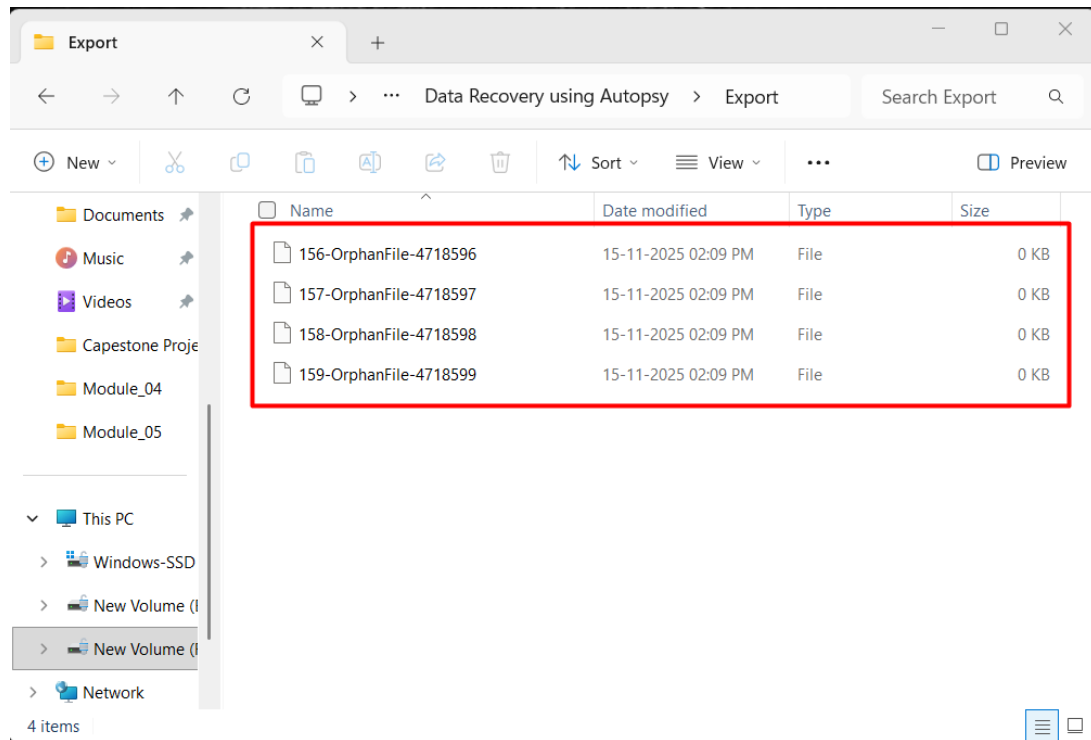 Export
Data Recovery using Autopsy > Export
Search Export
New
Sort
View
Preview
Name
Date modified
Type
Size
Documents
Music
Videos
Capestone Proje
Module_04
Module_05
This PC
Windows-SSD
New Volume (
New Volume (
Network
156-OrphanFile-4718596 15-11-2025 02:09 PM File 0 KB
157-OrphanFile-4718597 15-11-2025 02:09 PM File 0 KB
158-OrphanFile-4718598 15-11-2025 02:09 PM File 0 KB
159-OrphanFile-4718599 15-11-2025 02:09 PM File 0 KB
4 items